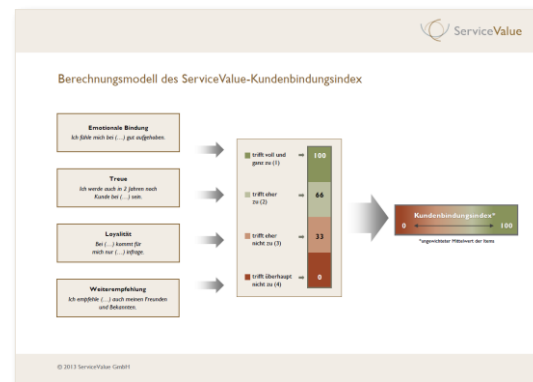 ServiceValue
Berechnungsmodell des ServiceValue-Kundenbindungsindex
Emotionale Bindung
Ich fühle mich bei (…) gut aufgehoben.
Treue
Ich werde auch in 2 Jahren noch
Kunde bei (…) sein.
Loyalität
Bei (…) kommt für
mich nur (…) infrage.
Weiterempfehlung
Ich empfehle (…) auch meinen Freunden
und Bekannten.
trifft voll und
ganz zu (1)
100
trifft eher
zu (2)
66
trifft eher
nicht zu (3)
33
trifft überhaupt
nicht zu (4)
0
Kundenbindungsindex*
0 100
*ungewichteter Mittelwert der Items
© 2013 ServiceValue GmbH